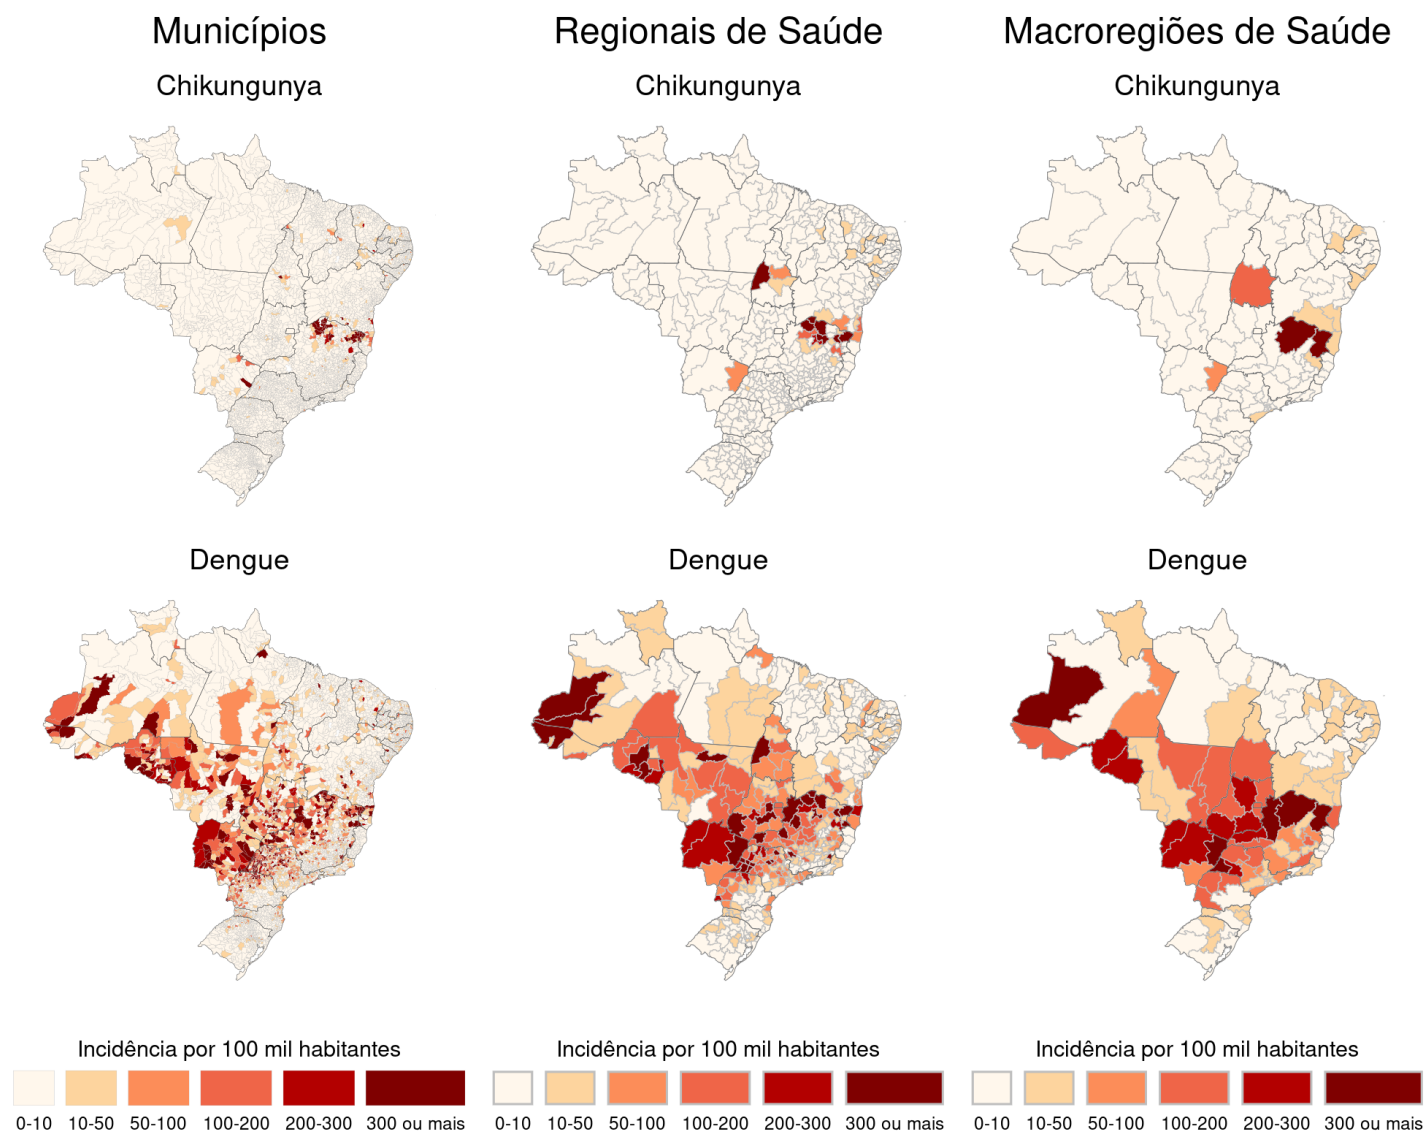 Municípios
Regionais de Saúde
Macroregiões de Saúde
Chikungunya
Chikungunya
Chikungunya
Dengue
Dengue
Dengue
Incidência por 100 mil habitantes
Incidência por 100 mil habitantes
Incidência por 100 mil habitantes
0-10 10-50 50-100 100-200 200-300 300 ou mais
0-10 10-50 50-100 100-200 200-300 300 ou mais
0-10 10-50 50-100 100-200 200-300 300 ou mais